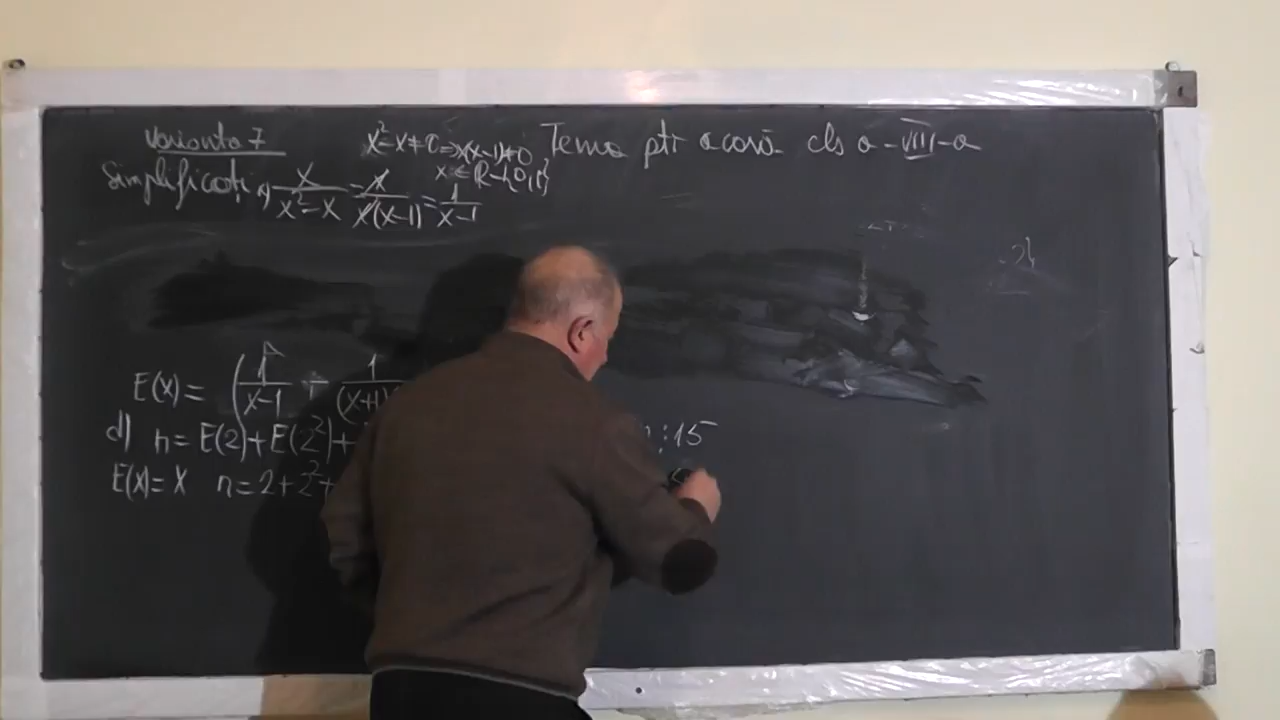 Varianta 7
x²-x≠0=>x(x-1)≠0
Tema ptr acasă cls a-VIII-a
x∈R-{0,1}
Simplificați x/x²-x = x/x(x-1) = 1/x-1
E(x)= (1/x-1 - 1/(x+1)
d) n=E(2)+E(2²)+ :15
E(x)=x n=2+2²+